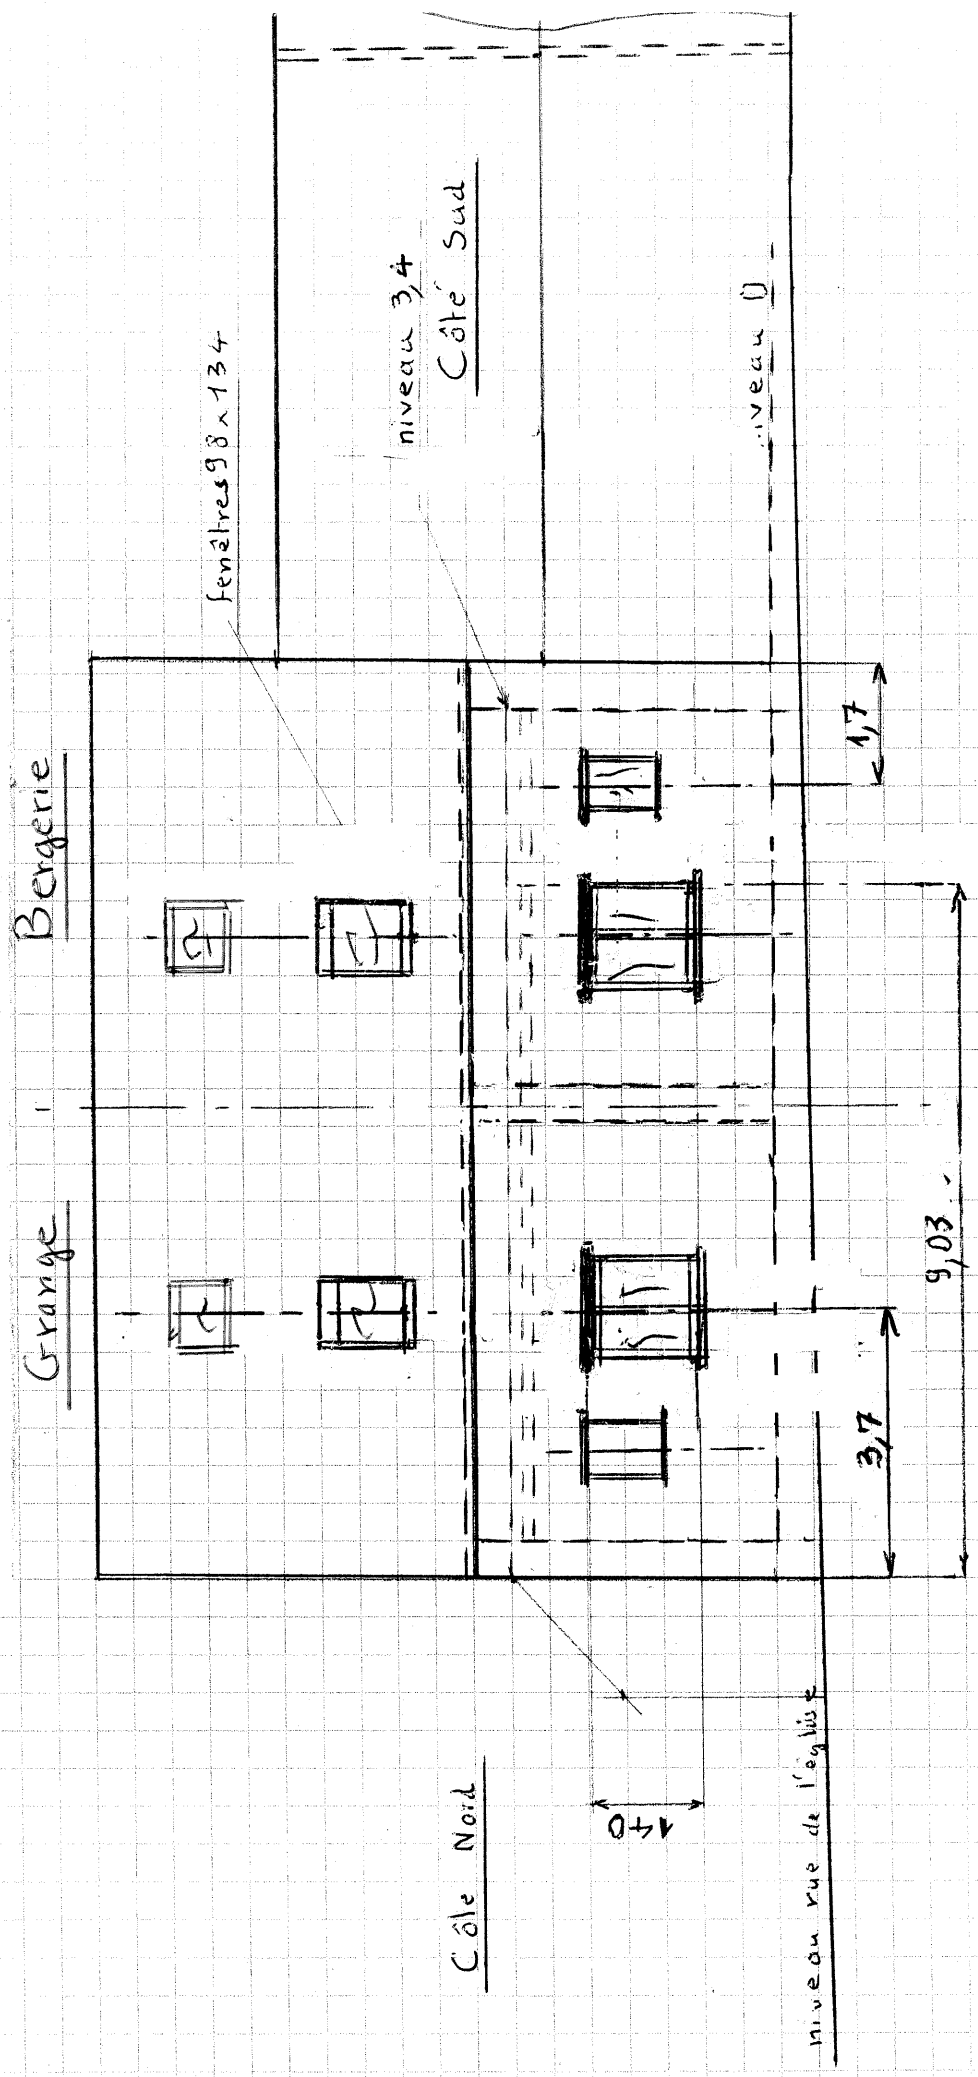 Grange
Bergerie
fenêtres 98 x 134
niveau 3,4
Côté Sud
Côté Nord
niveau 0
140
1,7
3,7
9,03
niveau rue de l'église